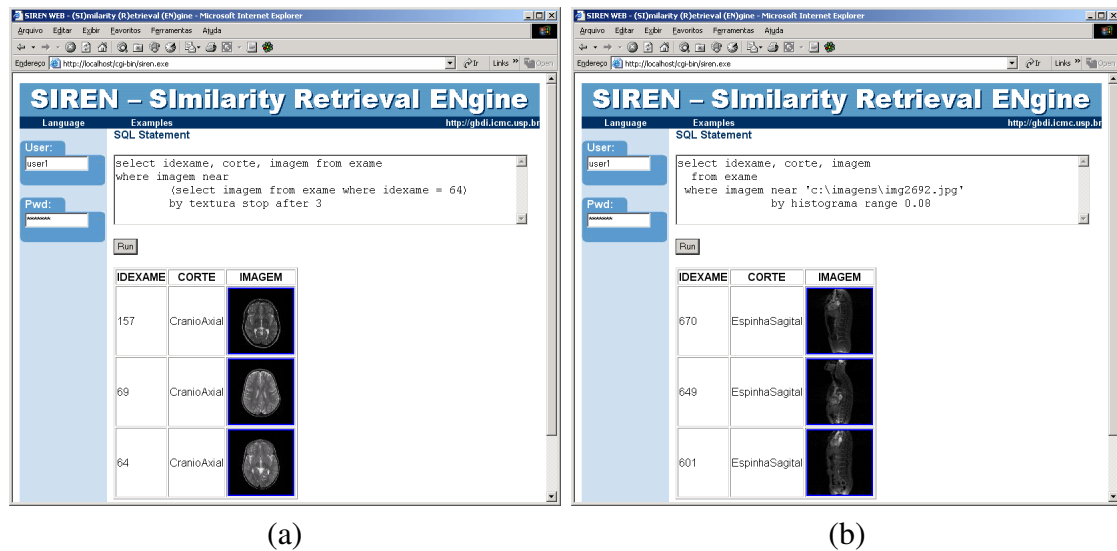 SIREN WEB - (SI)milarity (R)etrieval (EN)gine - Microsoft Internet Explorer
Arquivo Editar Exibir Favoritos Ferramentas Ajuda
Endereço http://localhost/cgi-bin/siren.exe Ir Links » Open
SIREN – SImilarity Retrieval ENgine
Language Examples http://gbdi.icmc.usp.br
SQL Statement
User:
user1
Pwd:
********
select idexame, corte, imagem from exame
where imagem near
(select imagem from exame where idexame = 64)
by textura stop after 3
Run
IDEXAME CORTE IMAGEM
157 CranioAxial
69 CranioAxial
64 CranioAxial
(a)
SIREN WEB - (SI)milarity (R)etrieval (EN)gine - Microsoft Internet Explorer
Arquivo Editar Exibir Favoritos Ferramentas Ajuda
Endereço http://localhost/cgi-bin/siren.exe Ir Links » Open
SIREN – SImilarity Retrieval ENgine
Language Examples http://gbdi.icmc.usp.br
SQL Statement
User:
user1
Pwd:
********
select idexame, corte, imagem
from exame
where imagem near 'c:\imagens\img2692.jpg'
by histograma range 0.08
Run
IDEXAME CORTE IMAGEM
670 EspinhaSagital
649 EspinhaSagital
601 EspinhaSagital
(b)